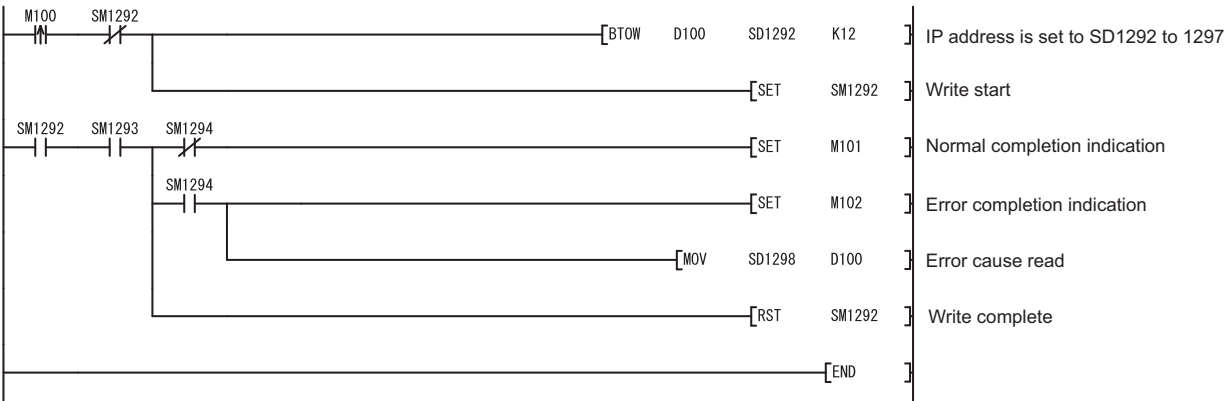 M100 SM1292
[BTOW D100 SD1292 K12 ] IP address is set to SD1292 to 1297
[SET SM1292 ] Write start
SM1292 SM1293 SM1294
[SET M101 ] Normal completion indication
SM1294
[SET M102 ] Error completion indication
[MOV SD1298 D100 ] Error cause read
[RST SM1292 ] Write complete
[END ]